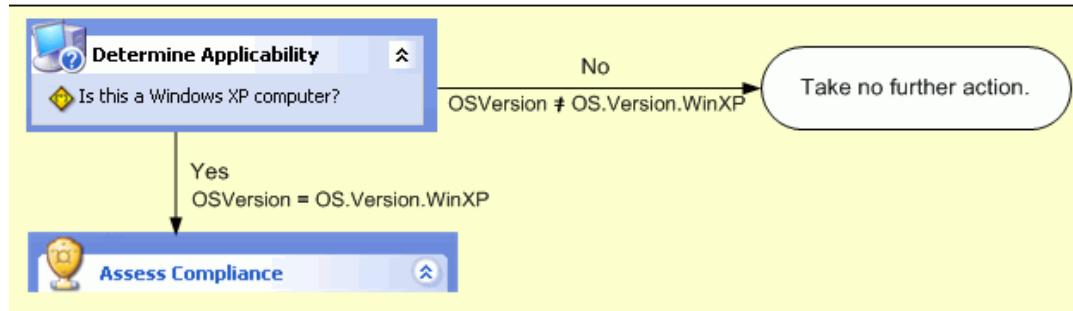 Determine Applicability
Is this a Windows XP computer?
No
OSVersion ≠ OS.Version.WinXP
Take no further action.
Yes
OSVersion = OS.Version.WinXP
Assess Compliance